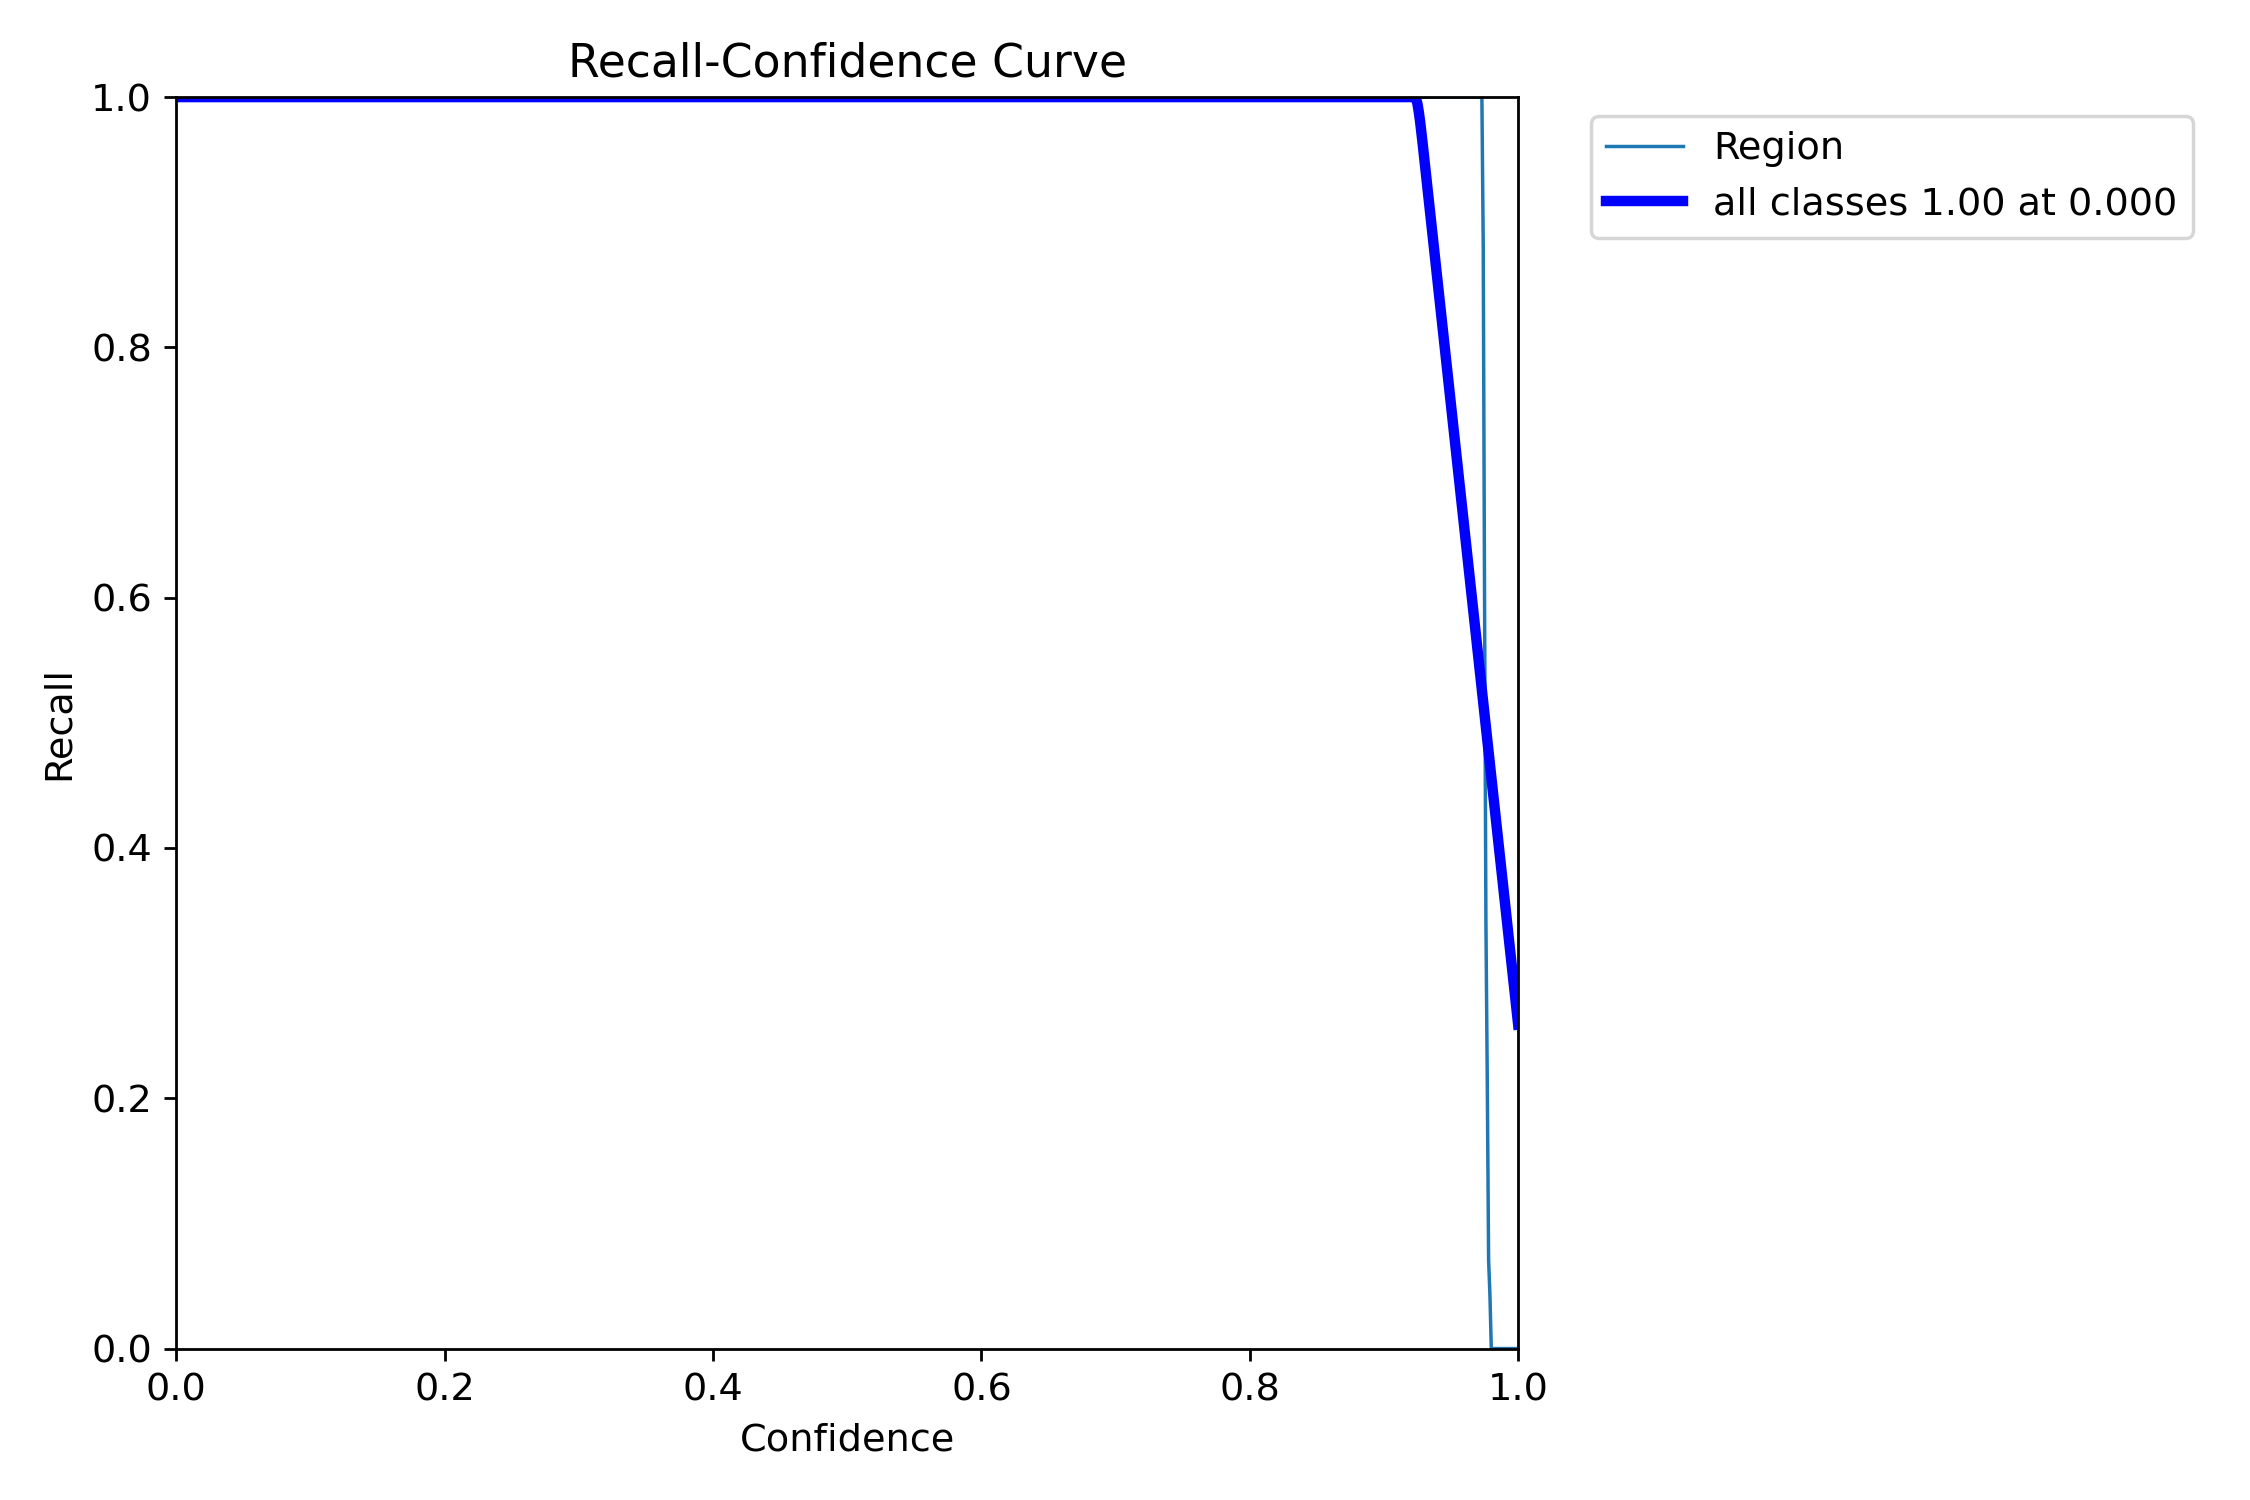 Recall-Confidence Curve
1.0
0.8
0.6
0.4
0.2
0.0
Recall
0.0 0.2 0.4 0.6 0.8 1.0
Confidence
Region
all classes 1.00 at 0.000